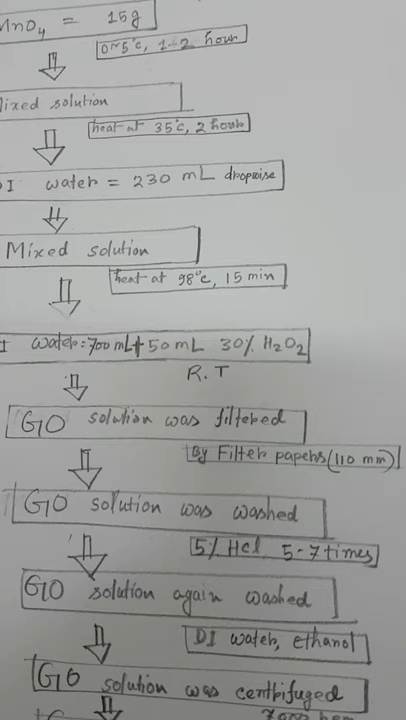 MnO4 = 15g
0~5°C, 1-2 hour
Mixed solution
heat at 35°C, 2 hours
DI water = 230 mL dropwise
Mixed solution
heat at 98°C, 15 min
I water = 700 mL + 50 mL 30% H2O2
R.T
GO solution was filtered
By Filter papers (110 mm)
GO solution was washed
5% Hcl 5-7 times
GO solution again washed
DI water, ethanol
GO solution was centrifuged